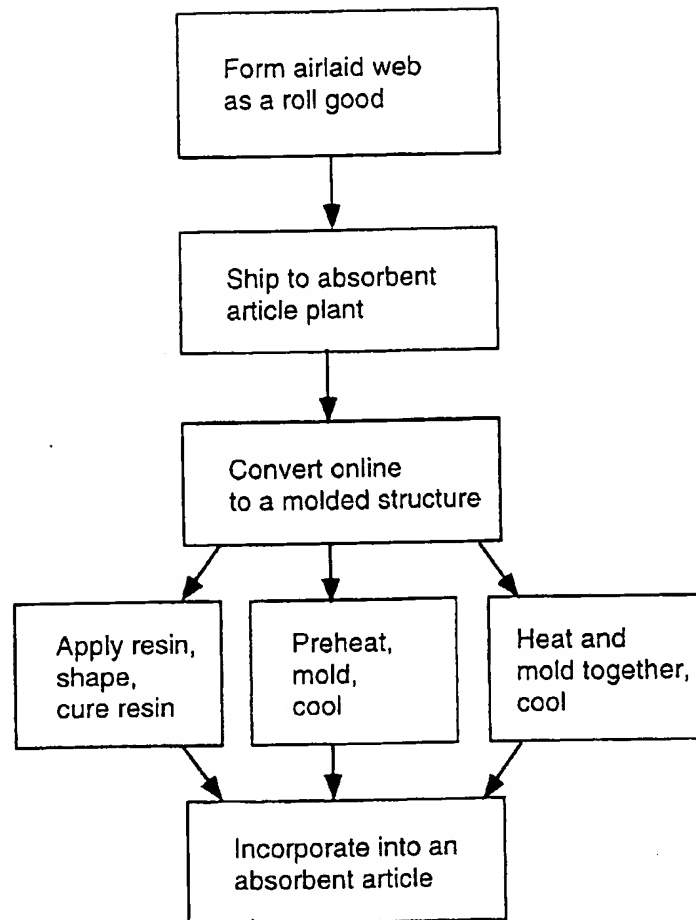 Form airlaid web
as a roll good
Ship to absorbent
article plant
Convert online
to a molded structure
Apply resin,
shape,
cure resin
Preheat,
mold,
cool
Heat and
mold together,
cool
Incorporate into an
absorbent article